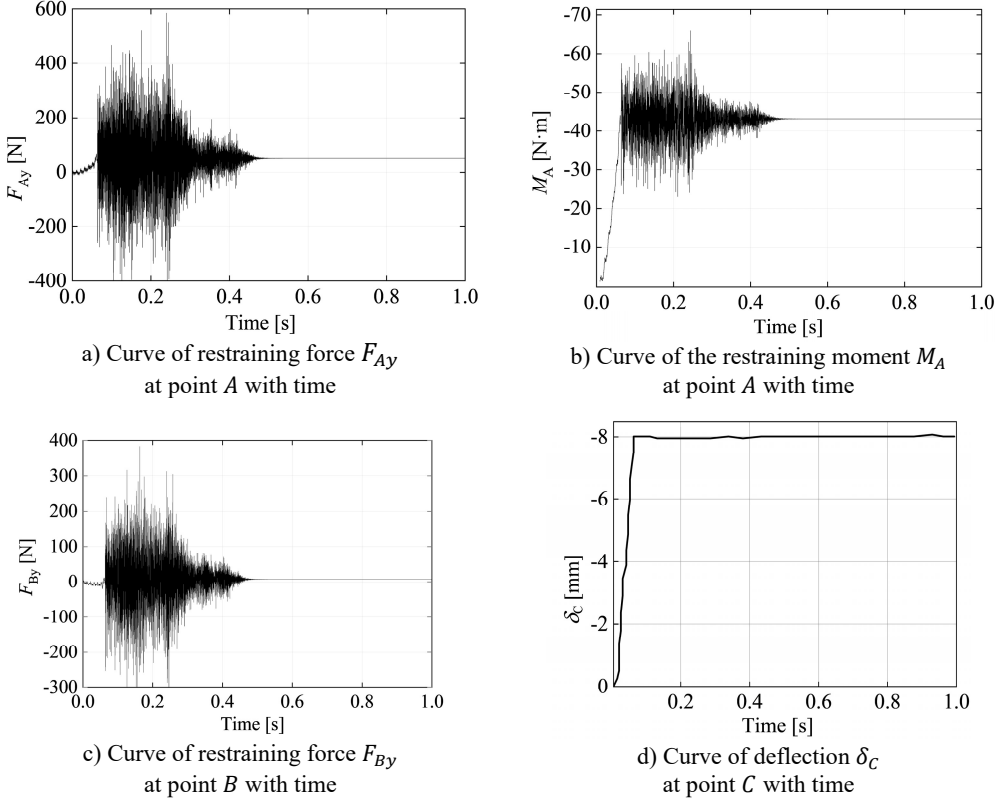 600
400
200
0
-200
-400
F_Ay [N]
0.0 0.2 0.4 0.6 0.8 1.0
Time [s]
a) Curve of restraining force F_Ay
at point A with time
-70
-60
-50
-40
-30
-20
-10
M_A [N·m]
0.0 0.2 0.4 0.6 0.8 1.0
Time [s]
b) Curve of the restraining moment M_A
at point A with time
400
300
200
100
0
-100
-200
-300
F_By [N]
0.0 0.2 0.4 0.6 0.8 1.0
Time [s]
c) Curve of restraining force F_By
at point B with time
-8
-6
-4
-2
0
δ_C [mm]
0.2 0.4 0.6 0.8 1.0
Time [s]
d) Curve of deflection δ_C
at point C with time